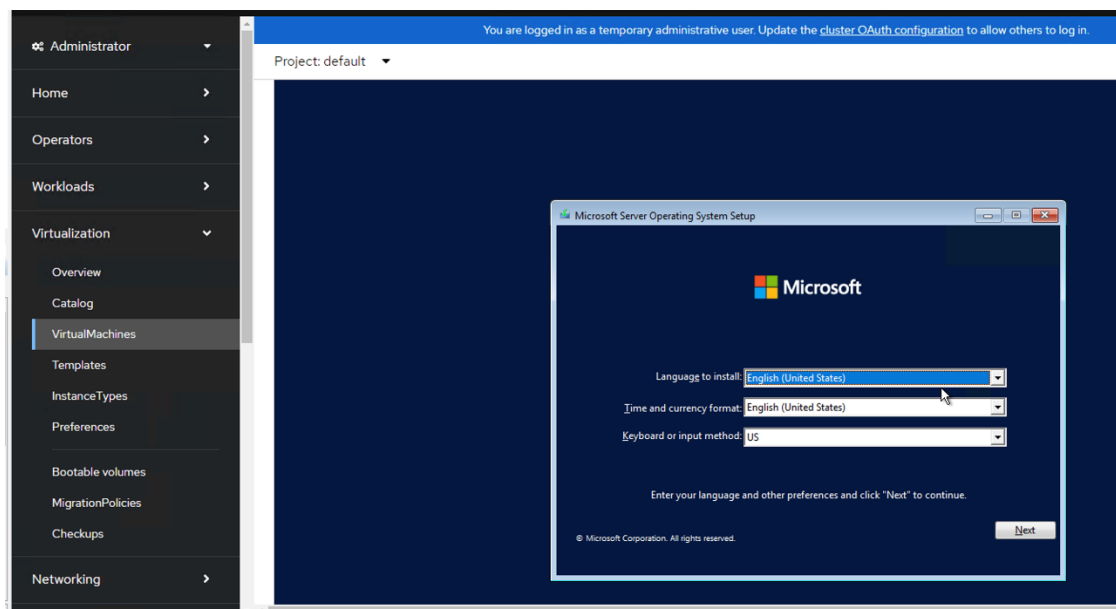 You are logged in as a temporary administrative user. Update the cluster OAuth configuration to allow others to log in.
Administrator
Project: default
Home
Operators
Workloads
Virtualization
Overview
Catalog
VirtualMachines
Templates
InstanceTypes
Preferences
Bootable volumes
MigrationPolicies
Checkups
Networking
Microsoft Server Operating System Setup
Microsoft
Language to install: English (United States)
Time and currency format: English (United States)
Keyboard or input method: US
Enter your language and other preferences and click "Next" to continue.
Next
© Microsoft Corporation. All rights reserved.